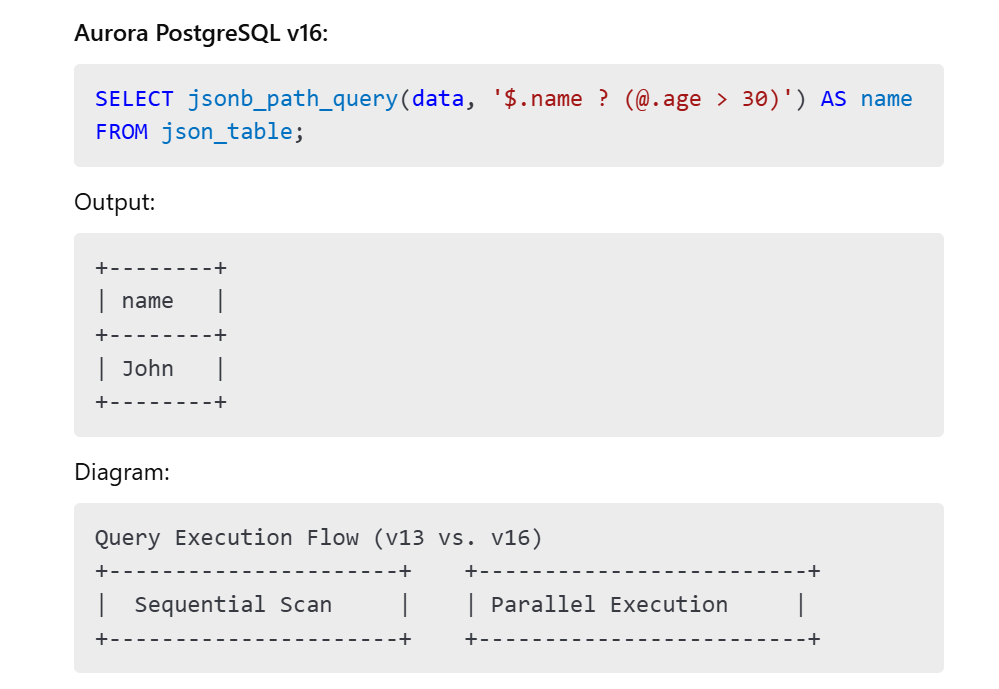 Aurora PostgreSQL v16:
SELECT jsonb_path_query(data, '$.name ? (@.age > 30)') AS name
FROM json_table;
Output:
+--------+
| name   |
+--------+
| John   |
+--------+
Diagram:
Query Execution Flow (v13 vs. v16)
+----------------------+    +-------------------------+
|  Sequential Scan     |    | Parallel Execution     |
+----------------------+    +-------------------------+